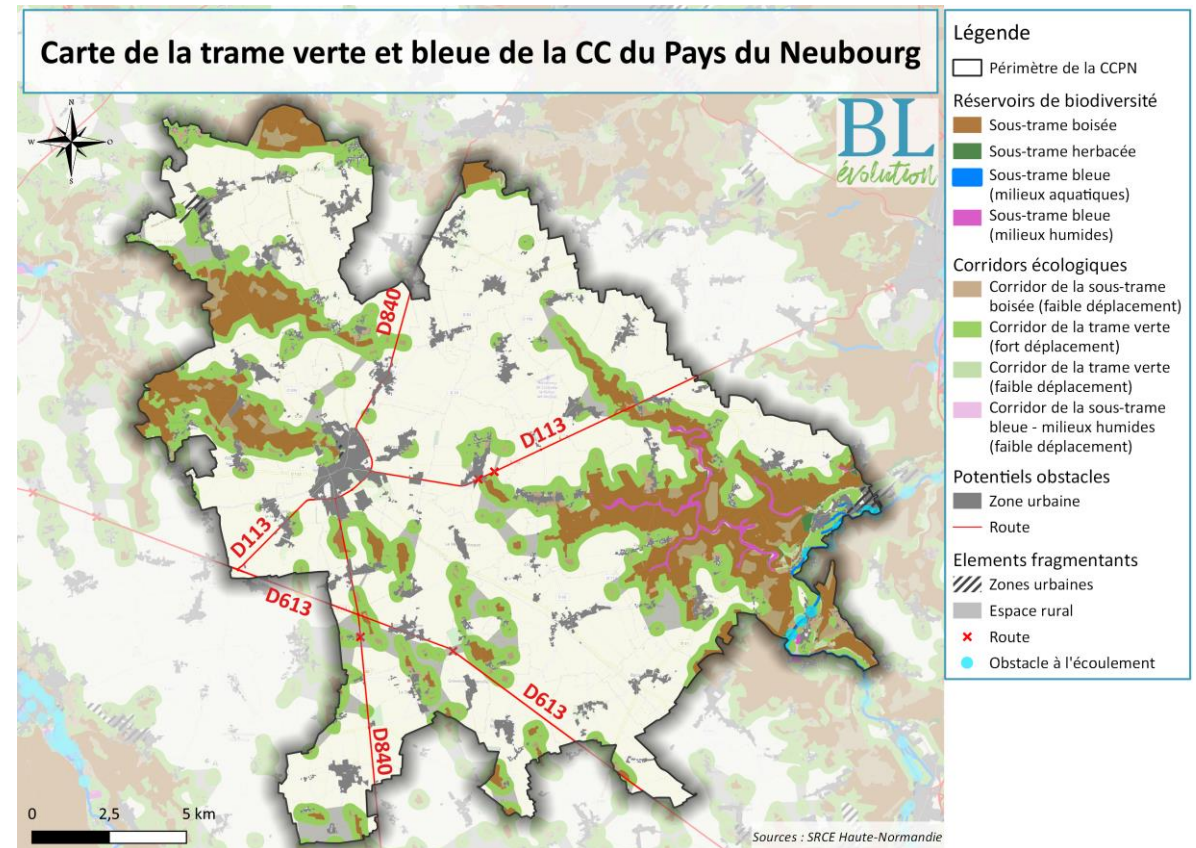 Carte de la trame verte et bleue de la CC du Pays du Neubourg
N
W
O
S
BL
évolution
D840
D113
D113
D613
D613
D840
0 2,5 5 km
Sources : SRCE Haute-Normandie
Légende
Périmètre de la CCPN
Réservoirs de biodiversité
Sous-trame boisée
Sous-trame herbacée
Sous-trame bleue
(milieux aquatiques)
Sous-trame bleue
(milieux humides)
Corridors écologiques
Corridor de la sous-trame
boisée (faible déplacement)
Corridor de la trame verte
(fort déplacement)
Corridor de la trame verte
(faible déplacement)
Corridor de la sous-trame
bleue - milieux humides
(faible déplacement)
Potentiels obstacles
Zone urbaine
Route
Elements fragmentants
Zones urbaines
Espace rural
Route
Obstacle à l'écoulement